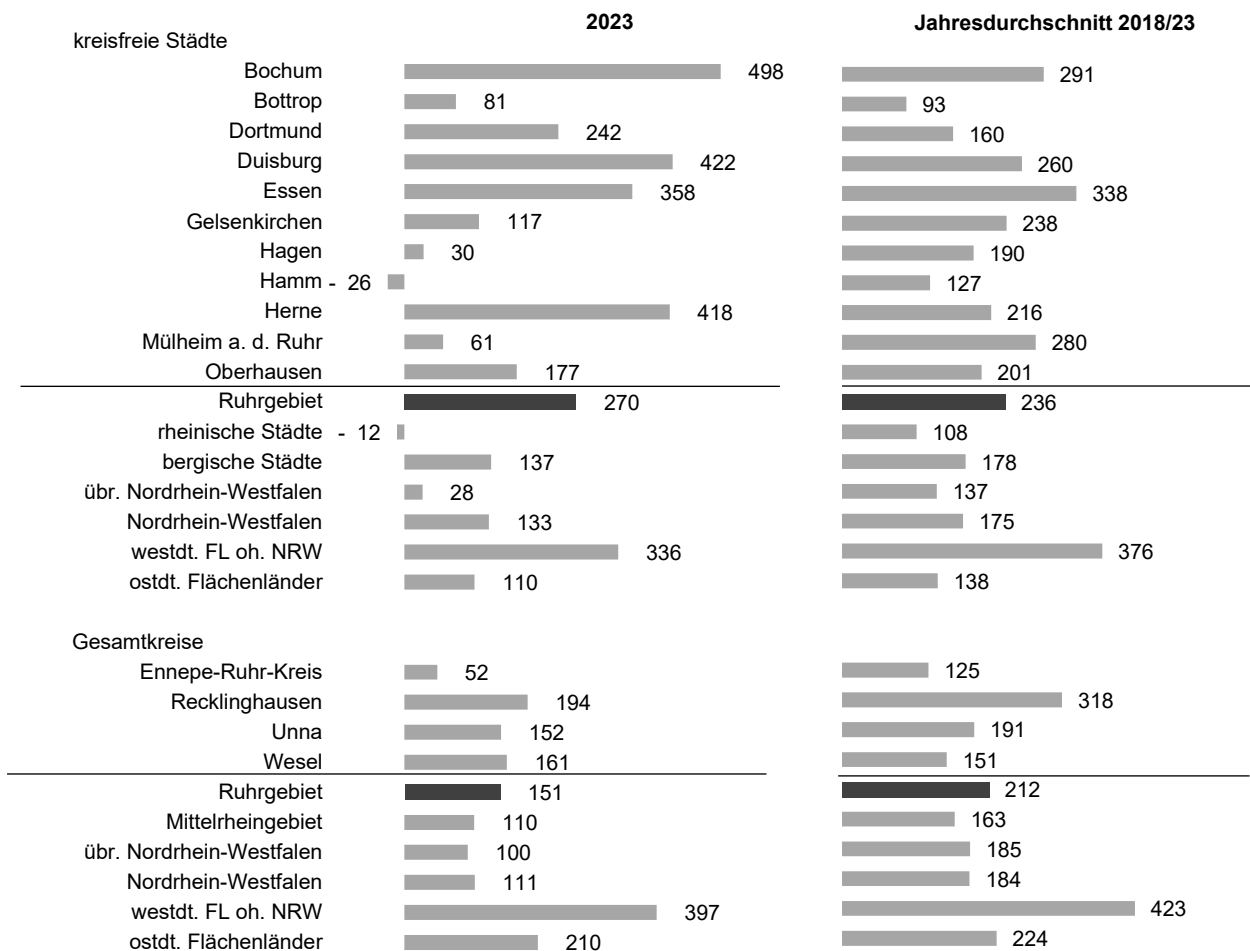 2023 Jahresdurchschnitt 2018/23
kreisfreie Städte
Bochum 498 291
Bottrop 81 93
Dortmund 242 160
Duisburg 422 260
Essen 358 338
Gelsenkirchen 117 238
Hagen 30 190
Hamm - 26 127
Herne 418 216
Mülheim a. d. Ruhr 61 280
Oberhausen 177 201
Ruhrgebiet 270 236
rheinische Städte - 12 108
bergische Städte 137 178
übr. Nordrhein-Westfalen 28 137
Nordrhein-Westfalen 133 175
westdt. FL oh. NRW 336 376
ostdt. Flächenländer 110 138
Gesamtkreise
Ennepe-Ruhr-Kreis 52 125
Recklinghausen 194 318
Unna 152 191
Wesel 161 151
Ruhrgebiet 151 212
Mittelrheingebiet 110 163
übr. Nordrhein-Westfalen 100 185
Nordrhein-Westfalen 111 184
westdt. FL oh. NRW 397 423
ostdt. Flächenländer 210 224